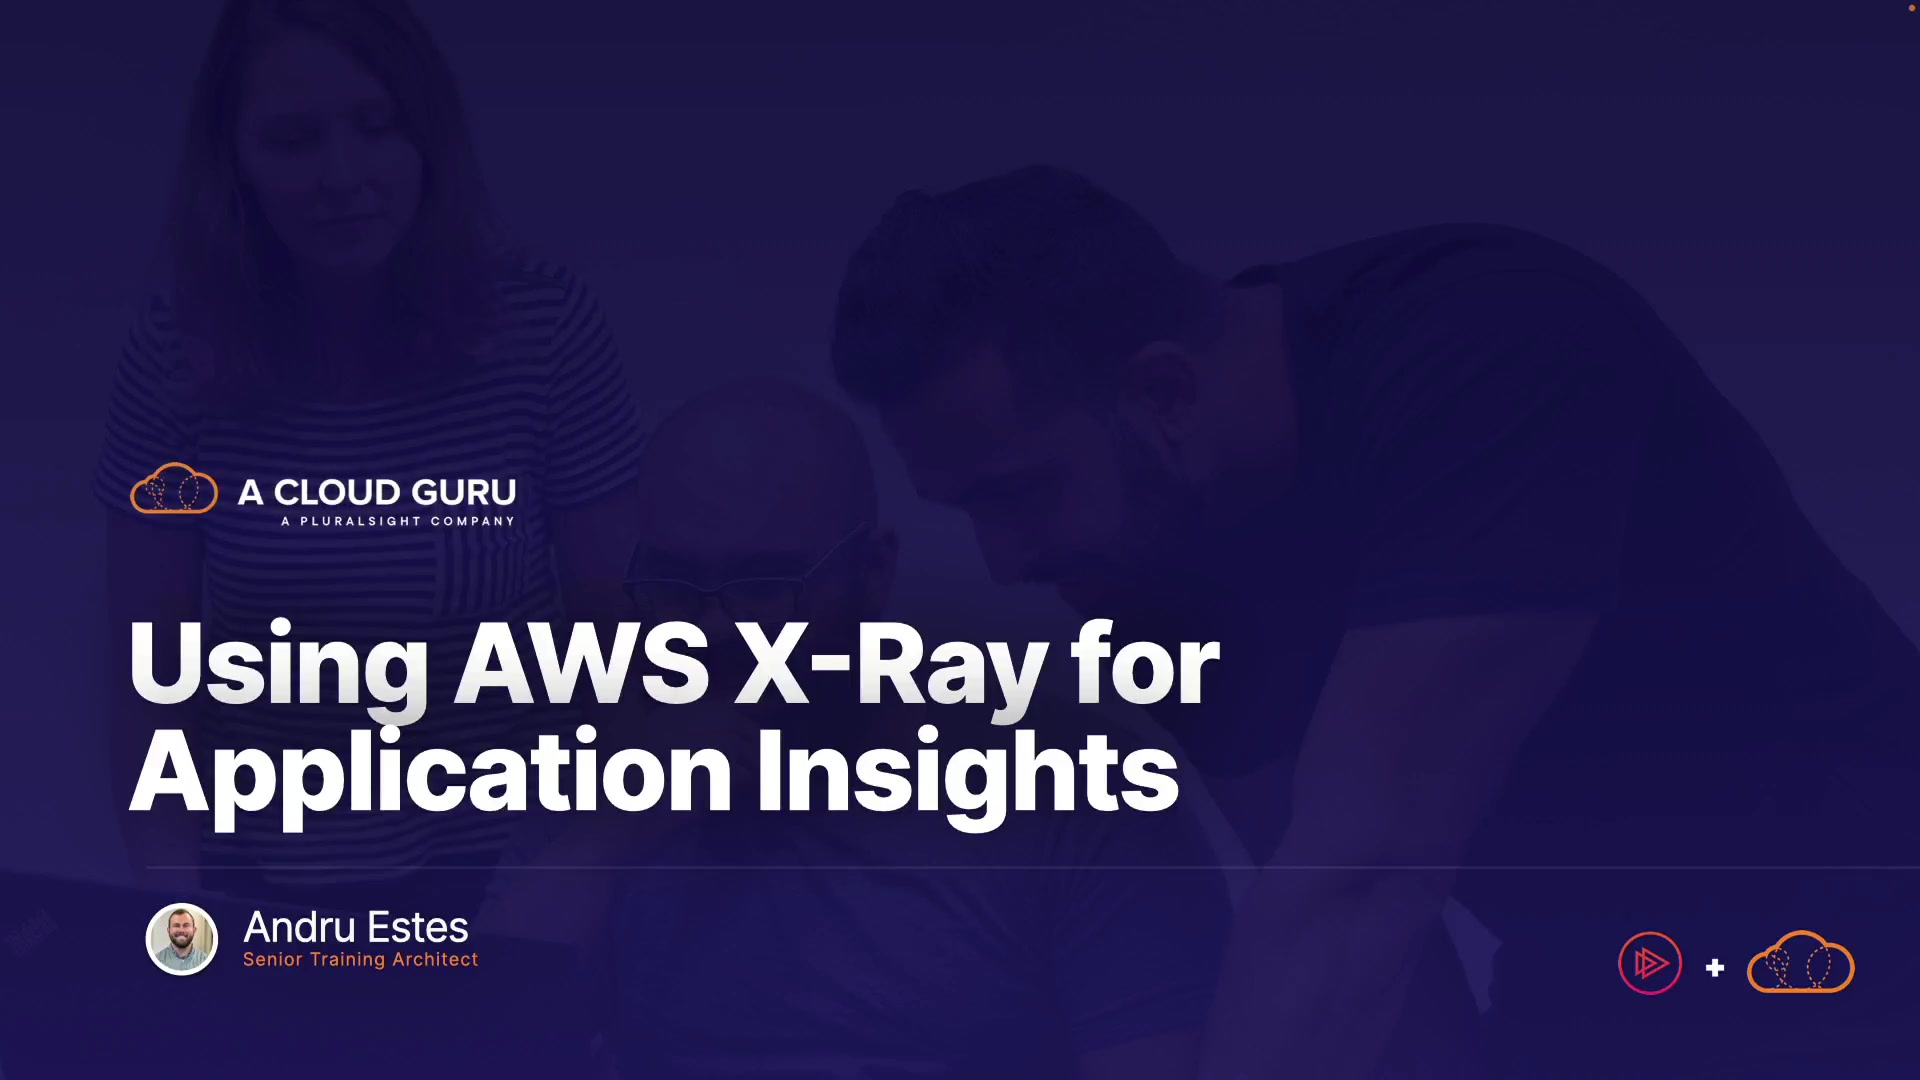 A CLOUD GURU
A PLURALSIGHT COMPANY
Using AWS X-Ray for
Application Insights
Andru Estes
Senior Training Architect
+